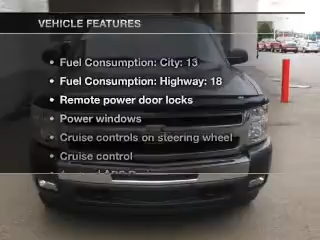 VEHICLE FEATURES
Fuel Consumption: City: 13
Fuel Consumption: Highway: 18
Remote power door locks
Power windows
Cruise controls on steering wheel
Cruise control